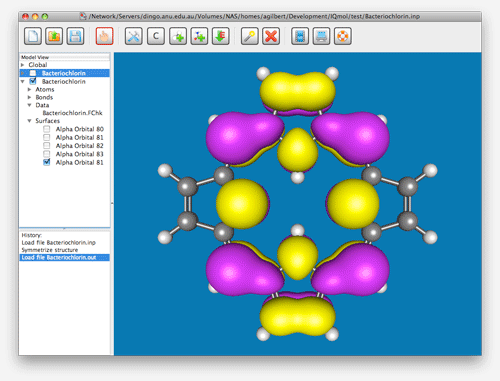 /Network/Servers/dingo.anu.edu.au/Volumes/NAS/homes/agilbert/Development/IQmol/test/Bacteriochlorin.inp
C
E
Model View
Global
Bacteriochlorin
Bacteriochlorin
Atoms
Bonds
Data
Bacteriochlorin.FChk
Surfaces
Alpha Orbital 80
Alpha Orbital 81
Alpha Orbital 82
Alpha Orbital 83
Alpha Orbital 81
History:
Load file Bacteriochlorin.inp
Symmetrize structure
Load file Bacteriochlorin.out